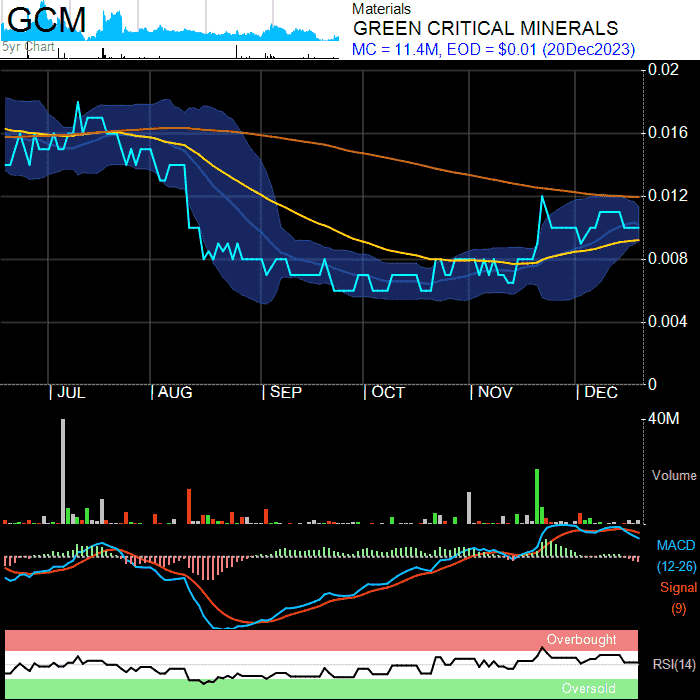 GCM
5yr Chart
Materials
GREEN CRITICAL MINERALS
MC = 11.4M, EOD = $0.01 (20Dec2023)
0.02
0.016
0.012
0.008
0.004
0
| JUL | AUG | SEP | OCT | NOV | DEC
40M
Volume
MACD
(12-26)
Signal
(9)
Overbought
RSI(14)
Oversold